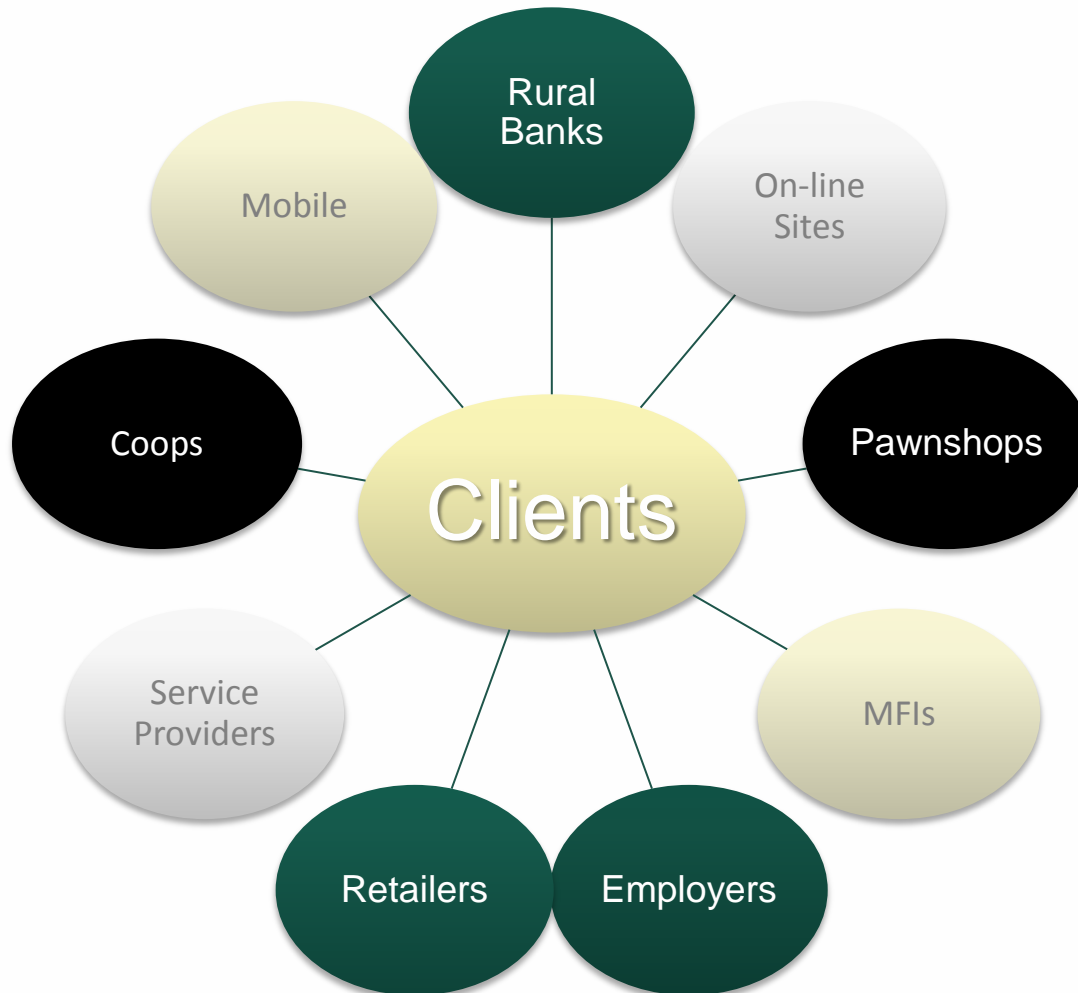 Rural
Banks
Mobile
On-line
Sites
Coops
Pawnshops
Clients
Service
Providers
MFIs
Retailers
Employers